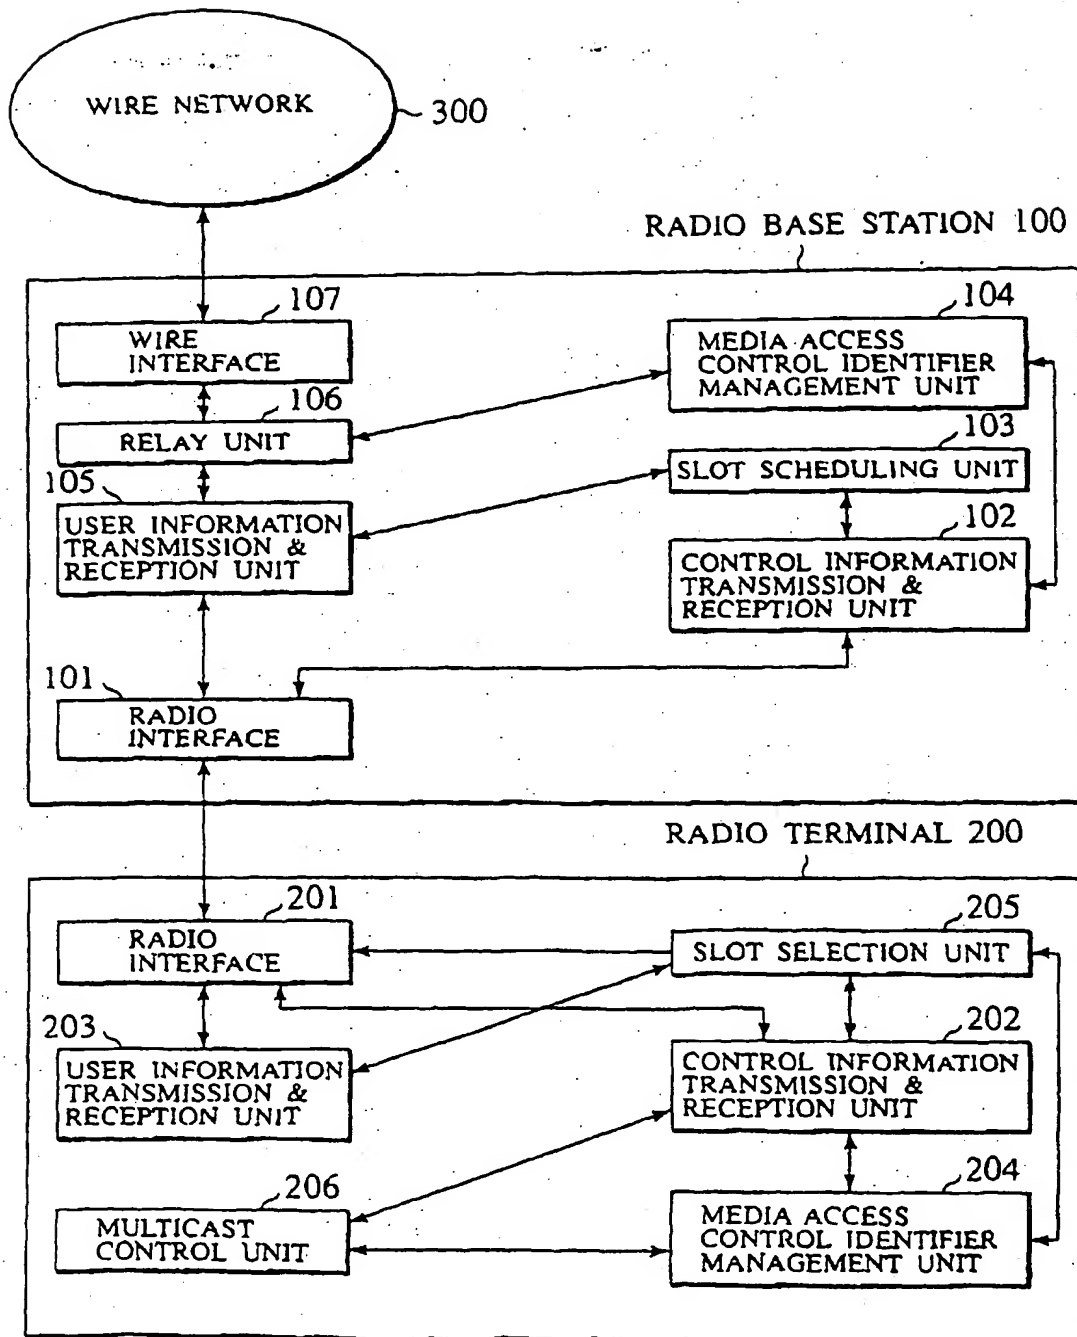 WIRE NETWORK
300
RADIO BASE STATION 100
107
WIRE
INTERFACE
104
MEDIA ACCESS
CONTROL IDENTIFIER
MANAGEMENT UNIT
106
RELAY UNIT
103
SLOT SCHEDULING UNIT
105
USER INFORMATION
TRANSMISSION &
RECEPTION UNIT
102
CONTROL INFORMATION
TRANSMISSION &
RECEPTION UNIT
101
RADIO
INTERFACE
RADIO TERMINAL 200
201
RADIO
INTERFACE
205
SLOT SELECTION UNIT
203
USER INFORMATION
TRANSMISSION &
RECEPTION UNIT
202
CONTROL INFORMATION
TRANSMISSION &
RECEPTION UNIT
206
MULTICAST
CONTROL UNIT
204
MEDIA ACCESS
CONTROL IDENTIFIER
MANAGEMENT UNIT